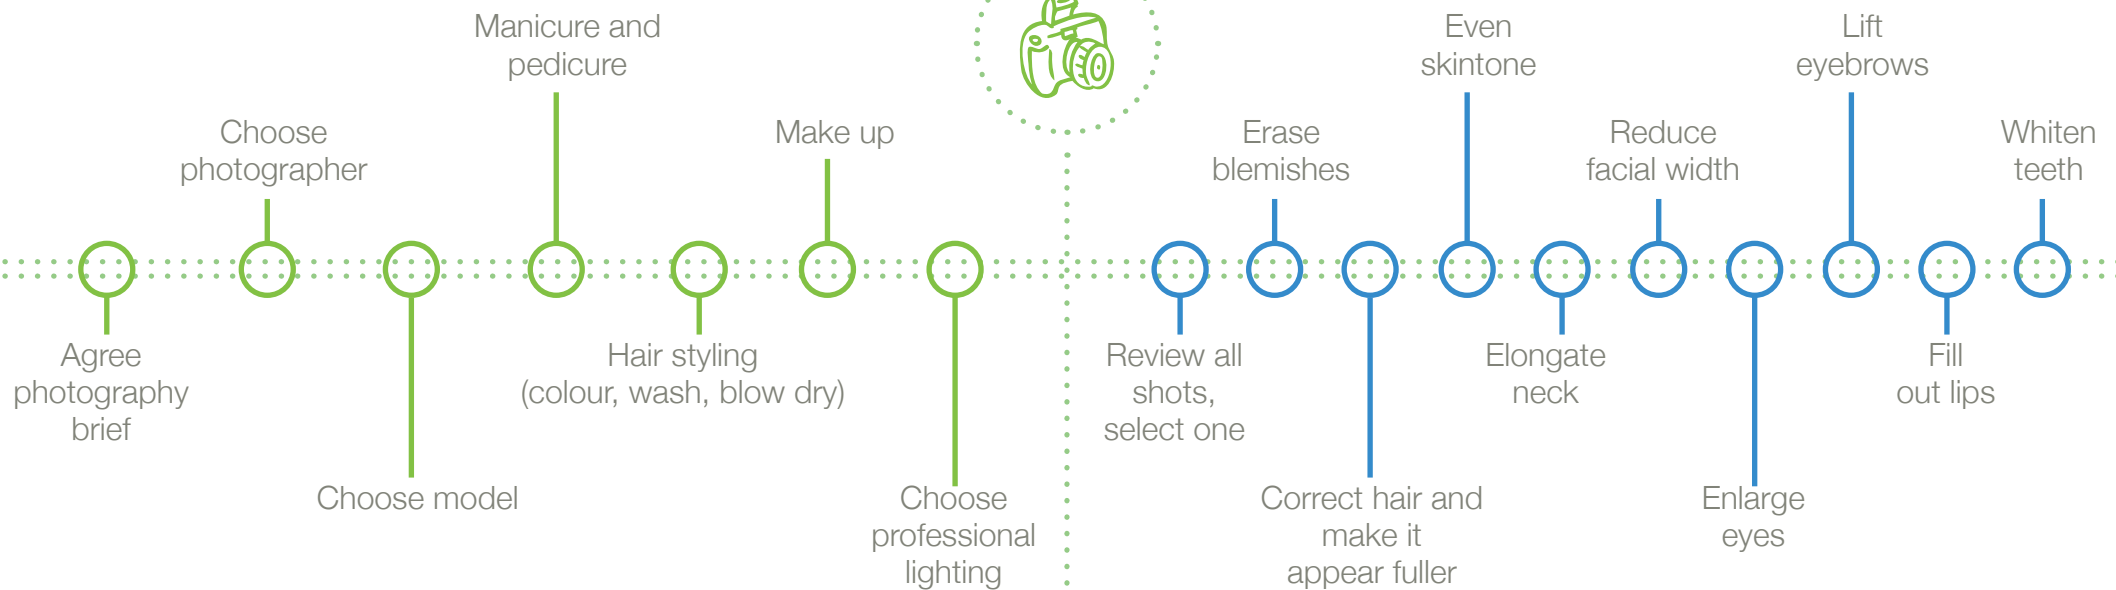 Agree
photography
brief
Choose
photographer
Choose model
Manicure and
pedicure
Hair styling
(colour, wash, blow dry)
Make up
Choose
professional
lighting
Review all
shots,
select one
Erase
blemishes
Correct hair and
make it
appear fuller
Even
skintone
Elongate
neck
Reduce
facial width
Enlarge
eyes
Lift
eyebrows
Fill
out lips
Whiten
teeth